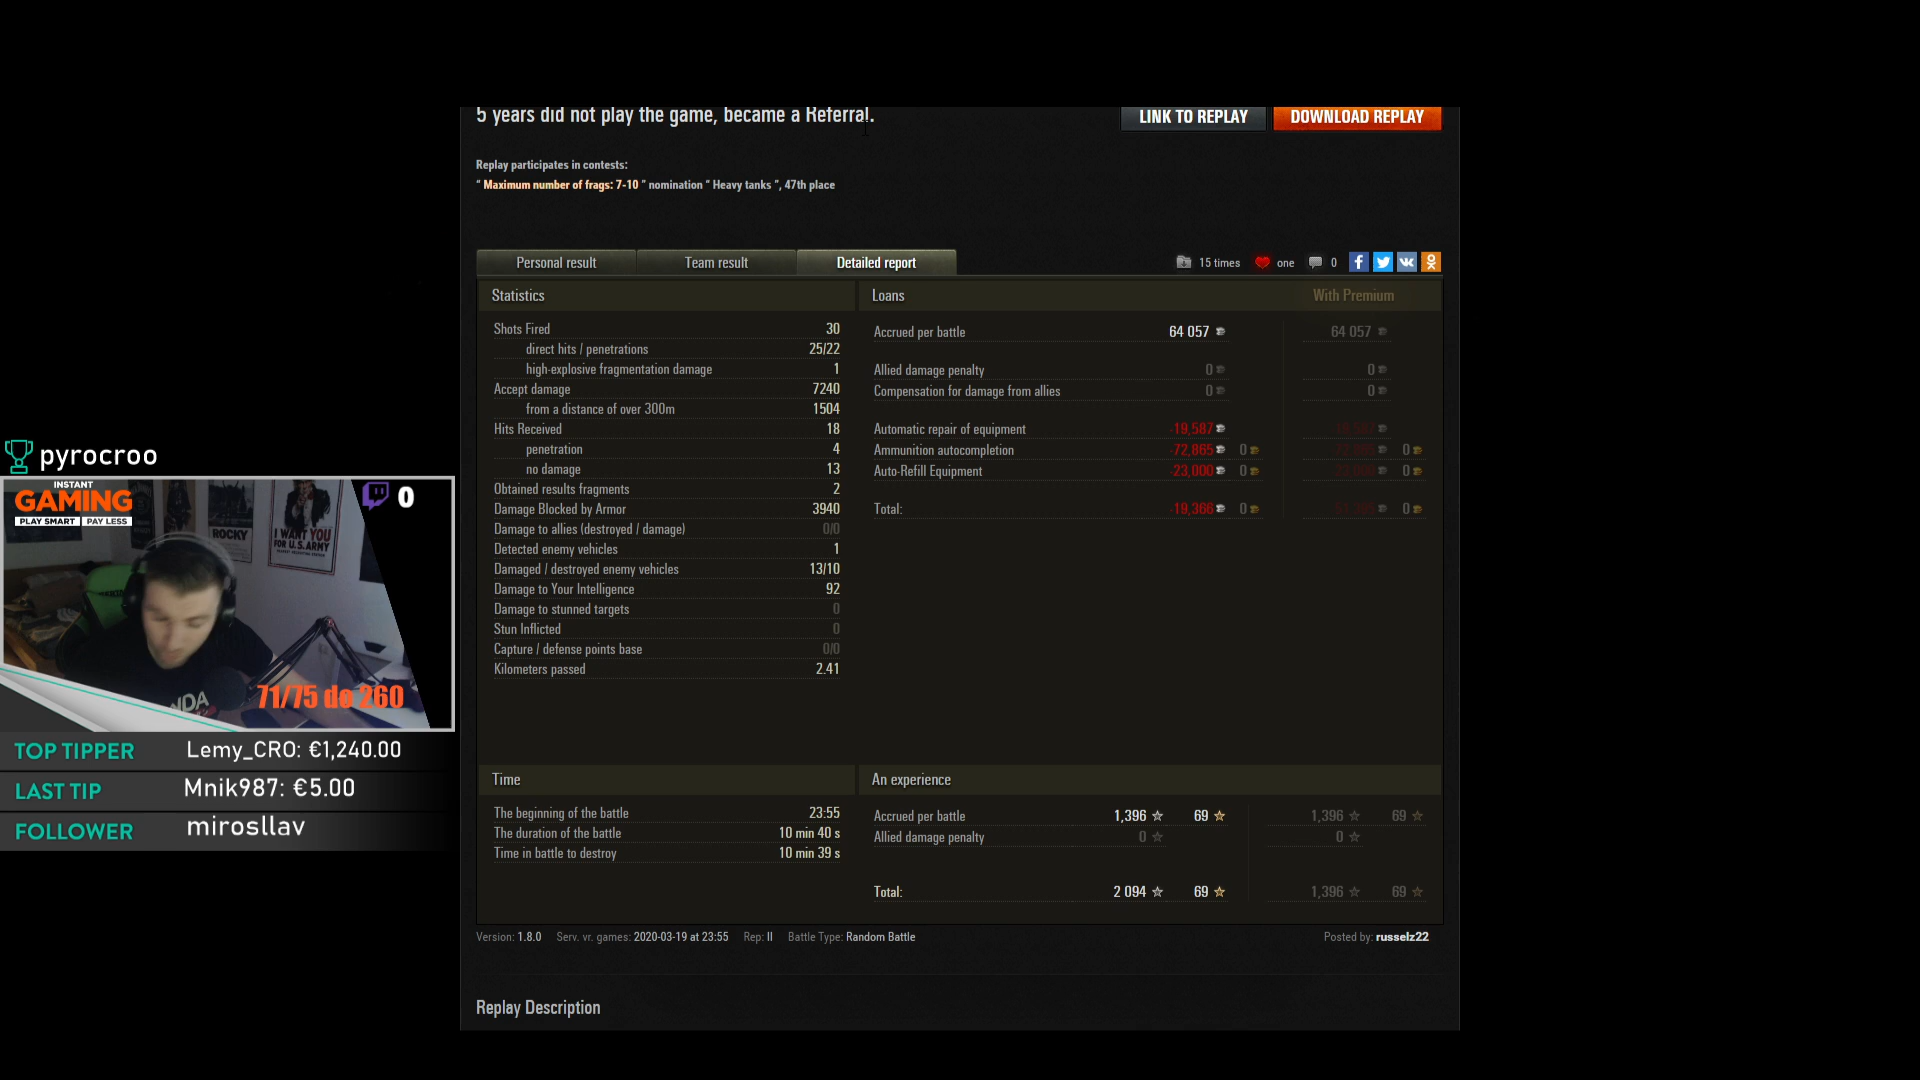 5 years did not play the game, became a Referral.
LINK TO REPLAY
DOWNLOAD REPLAY
Replay participates in contests:
" Maximum number of frags: 7-10 " nomination " Heavy tanks ", 47th place
Personal result
Team result
Detailed report
15 times
one
0
Statistics
Shots Fired 30
direct hits / penetrations 25/22
high-explosive fragmentation damage 1
Accept damage 7240
from a distance of over 300m 1504
Hits Received 18
penetration 4
no damage 13
Obtained results fragments 2
Damage Blocked by Armor 3940
Damage to allies (destroyed / damage) 0/0
Detected enemy vehicles 1
Damaged / destroyed enemy vehicles 13/10
Damage to Your Intelligence 92
Damage to stunned targets 0
Stun Inflicted 0
Capture / defense points base 0/0
Kilometers passed 2.41
Loans With Premium
Accrued per battle 64 057 64 057
Allied damage penalty 0 0
Compensation for damage from allies 0 0
Automatic repair of equipment -19,587
Ammunition autocompletion -72,865 0 0
Auto-Refill Equipment -23,000 0 0
Total: -19,366 0 0
Time
The beginning of the battle 23:55
The duration of the battle 10 min 40 s
Time in battle to destroy 10 min 39 s
An experience
Accrued per battle 1,396 69 1,396 69
Allied damage penalty 0 0
Total: 2 094 69 1,396 69
Version: 1.8.0 Serv. vr. games: 2020-03-19 at 23:55 Rep: II Battle Type: Random Battle
Posted by: russelz22
Replay Description
pyrocroo
INSTANT
GAMING
PLAY SMART PAY LESS
0
ROCKY
I WANT YOU
FOR U.S. ARMY
71/75 do 260
TOP TIPPER Lemy_CRO: €1,240.00
LAST TIP Mnik987: €5.00
FOLLOWER mirosllav